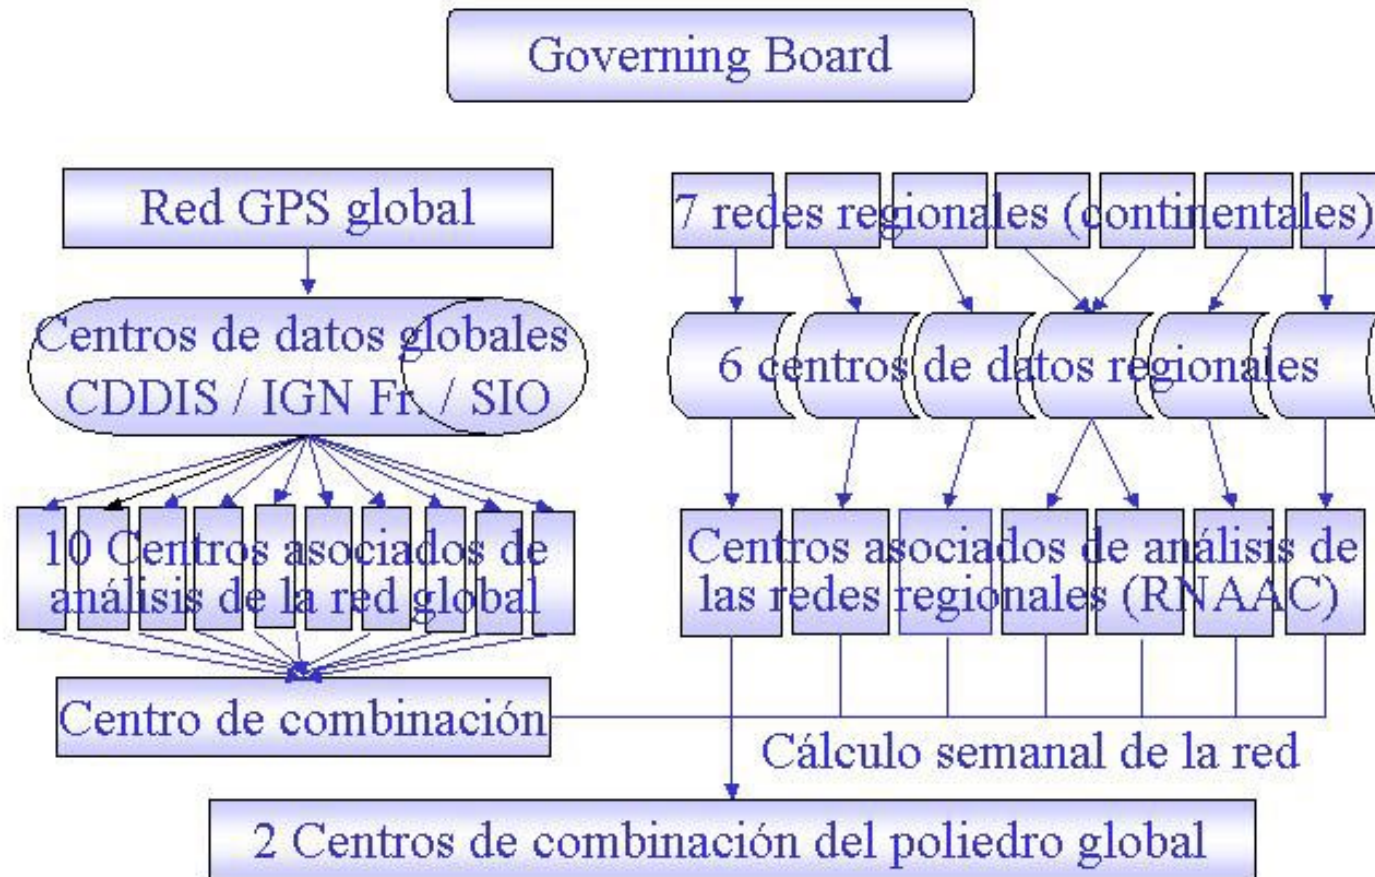 Governing Board
Red GPS global
7 redes regionales (continentales)
Centros de datos globales
CDDIS / IGN Fr. / SIO
6 centros de datos regionales
10 Centros asociados de
análisis de la red global
Centros asociados de análisis de
las redes regionales (RNAAC)
Centro de combinación
Cálculo semanal de la red
2 Centros de combinación del poliedro global